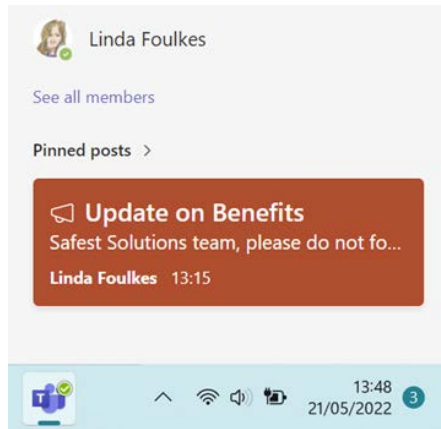 Linda Foulkes
See all members
Pinned posts >
Update on Benefits
Safest Solutions team, please do not fo...
Linda Foulkes 13:15
T
13:48
21/05/2022
3